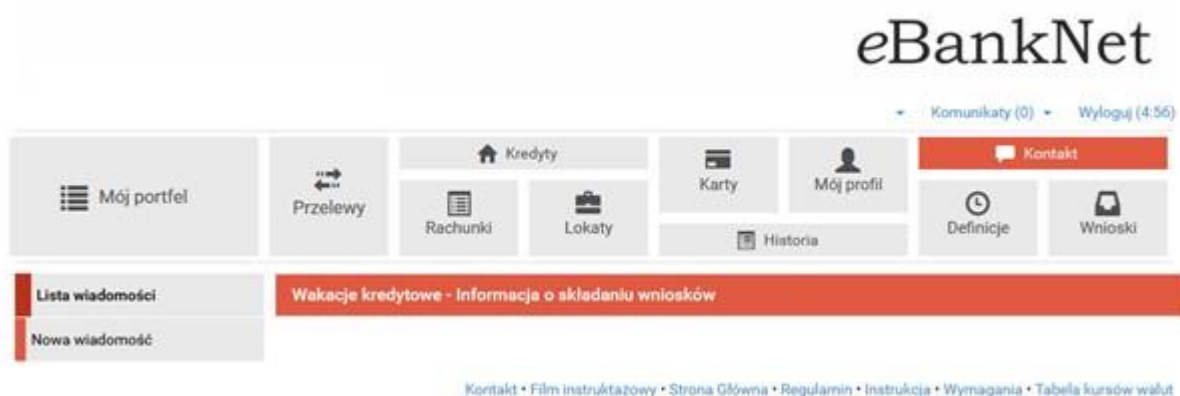 eBankNet
Komunikaty (0) Wyloguj (4:56)
Mój portfel
Przelewy
Kredyty
Rachunki
Lokaty
Karty
Mój profil
Historia
Kontakt
Definicje
Wnioski
Lista wiadomości
Nowa wiadomość
Wakacje kredytowe - Informacja o składaniu wniosków
Kontakt • Film instruktażowy • Strona Główna • Regulamin • Instrukcja • Wymagania • Tabela kursów walut